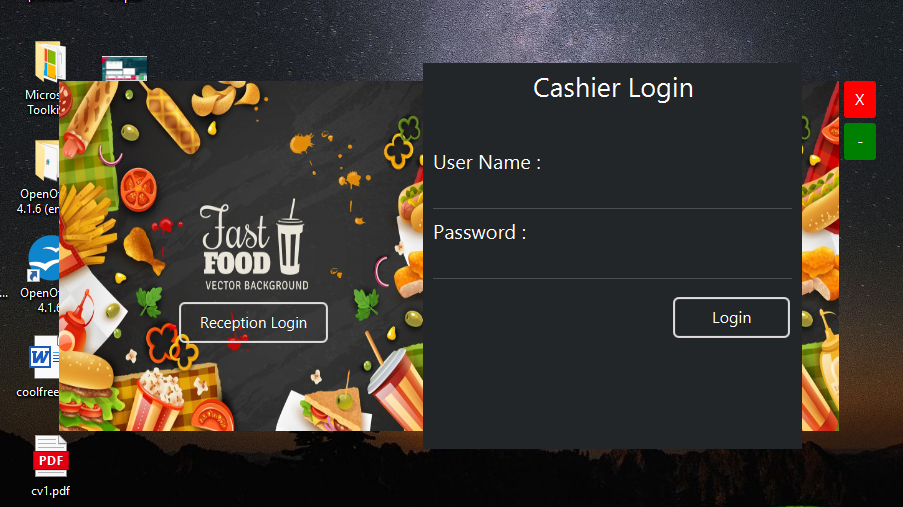 Micros
Toolki
OpenO
4.1.6 (en
OpenO
4.1.6
coolfree
PDF
cv1.pdf
W
Fast
FOOD
VECTOR BACKGROUND
Reception Login
Cashier Login
User Name :
Password :
Login
X
-